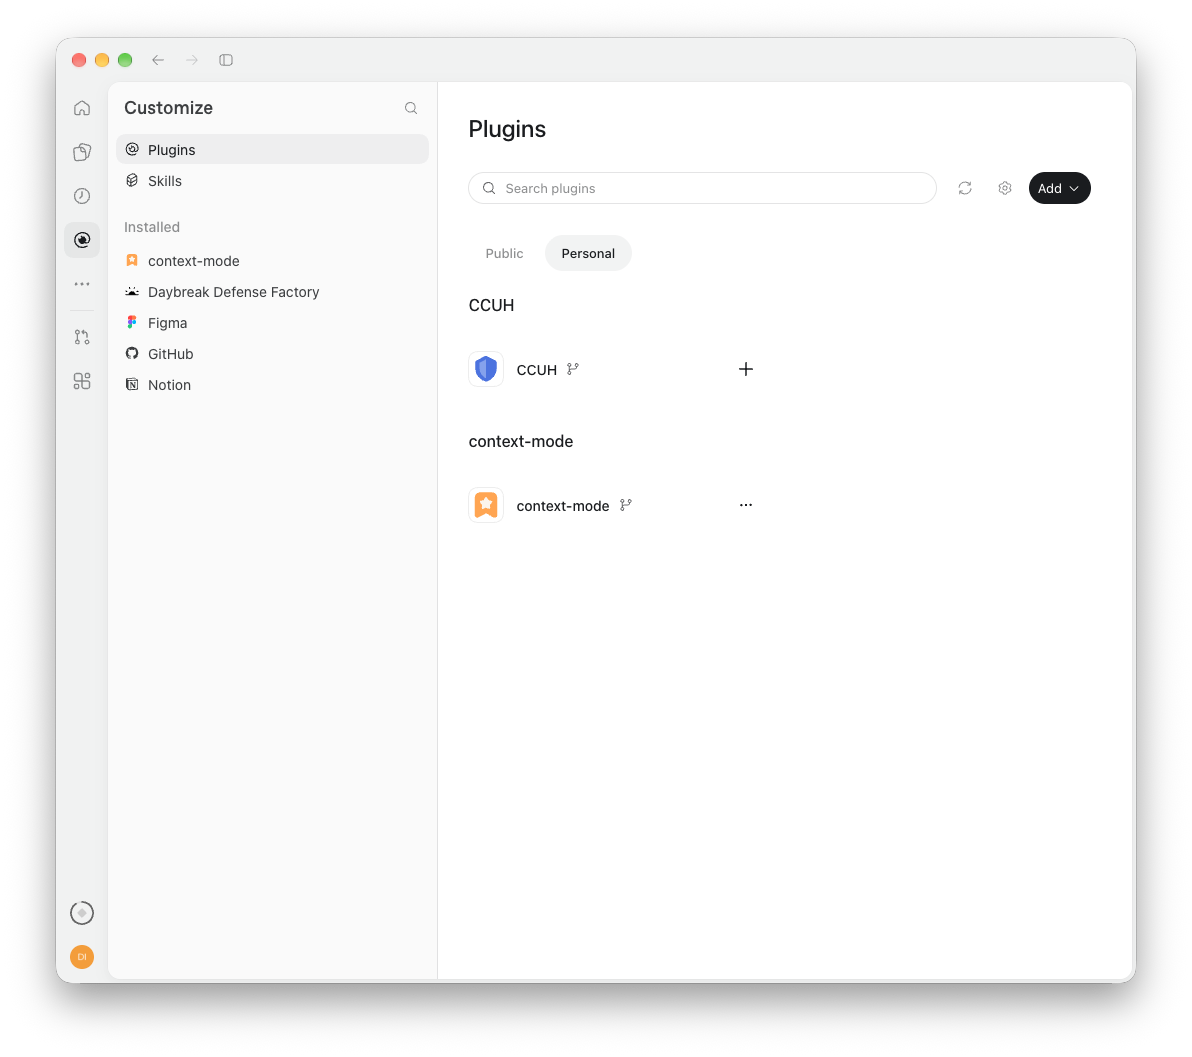 Customize
Plugins
Skills
Installed
context-mode
Daybreak Defense Factory
Figma
GitHub
Notion
DI
Plugins
Search plugins
Add
Public
Personal
CCUH
CCUH
context-mode
context-mode